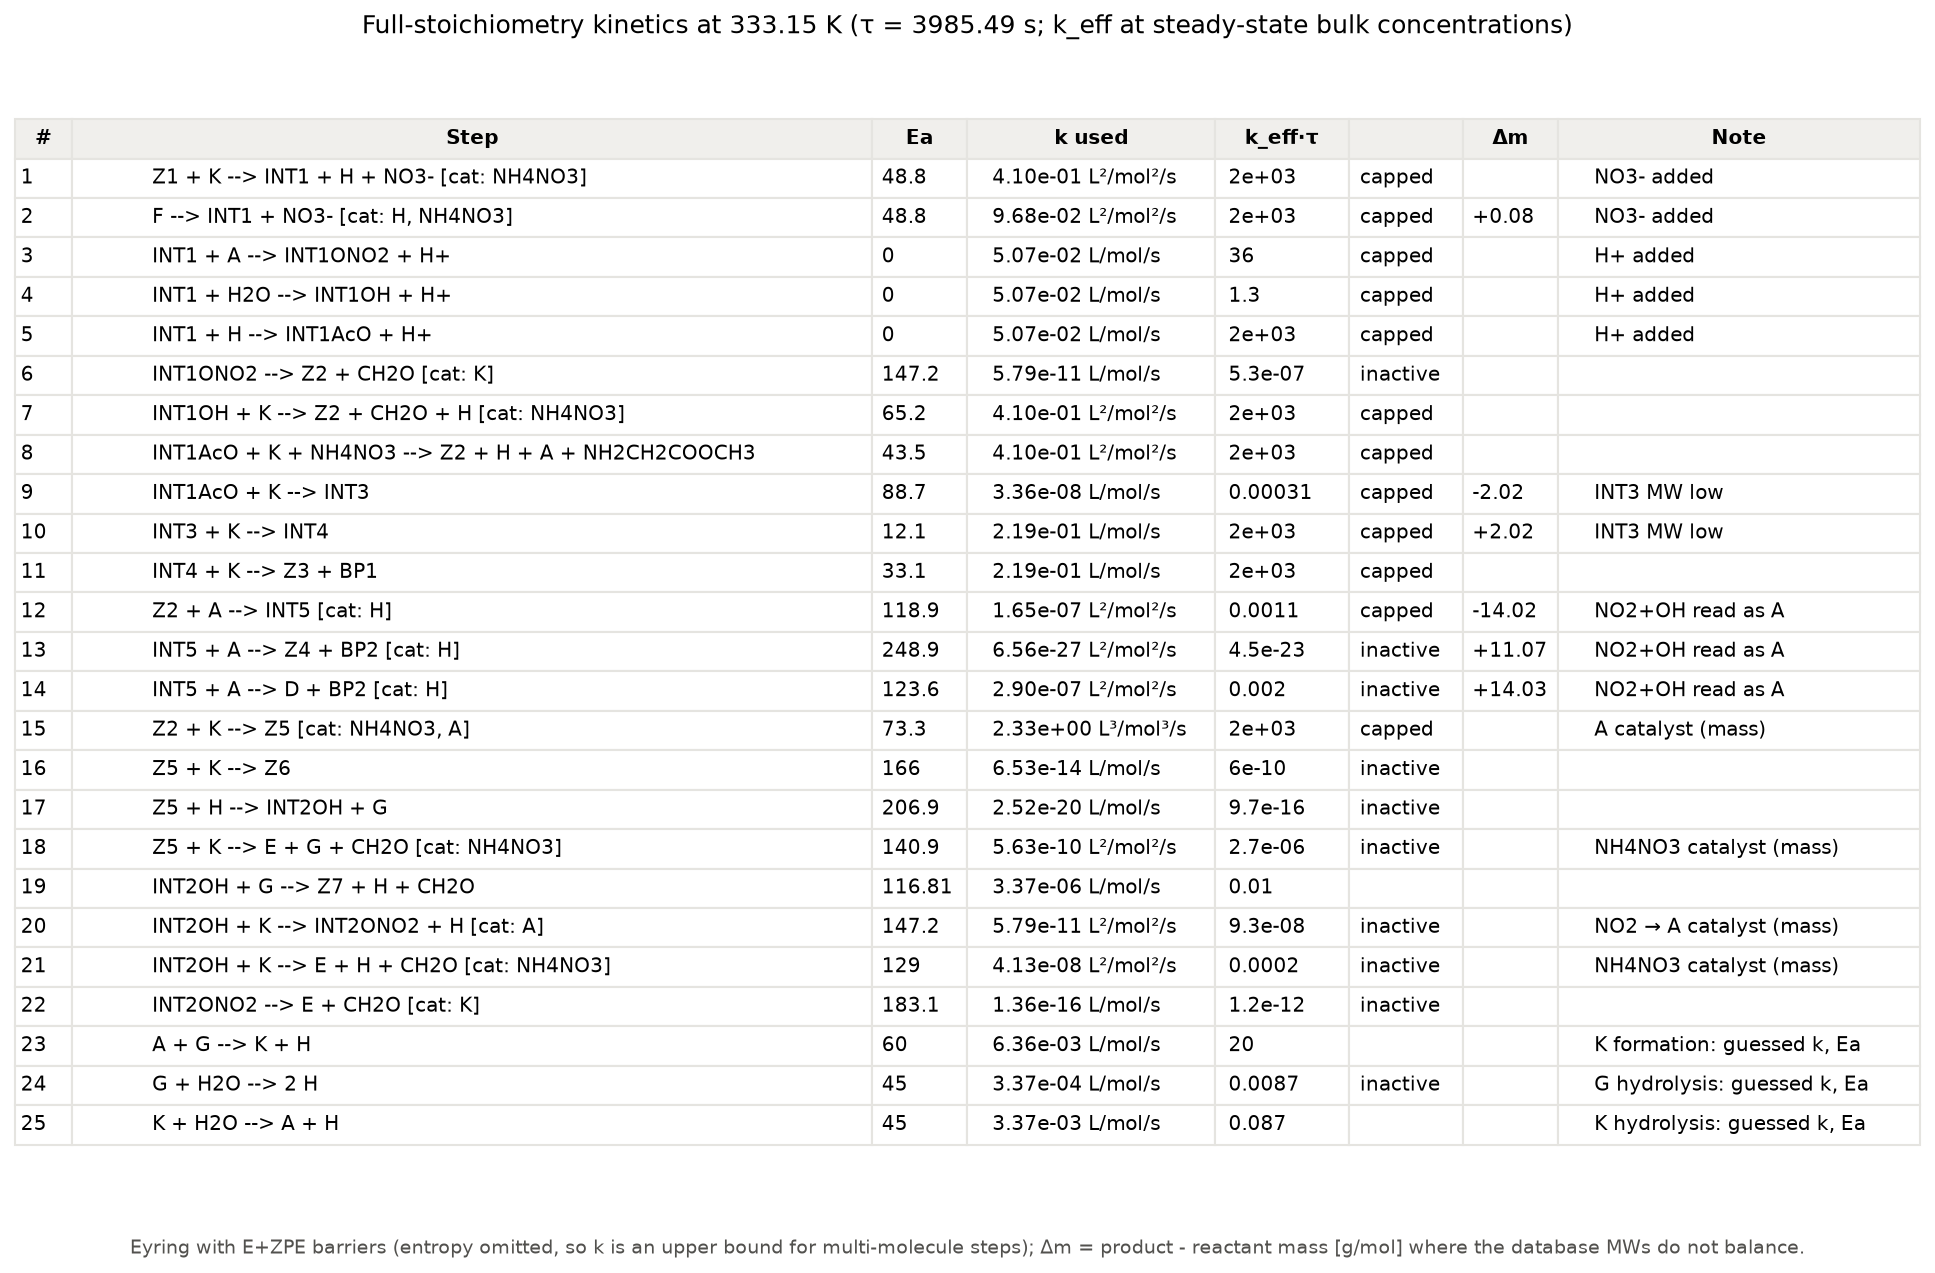 Full-stoichiometry kinetics at 333.15 K (τ = 3985.49 s; k_eff at steady-state bulk concentrations)
# Step Ea k used k_eff·τ Δm Note
1 Z1 + K --> INT1 + H + NO3- [cat: NH4NO3] 48.8 4.10e-01 L²/mol²/s 2e+03 capped NO3- added
2 F --> INT1 + NO3- [cat: H, NH4NO3] 48.8 9.68e-02 L²/mol²/s 2e+03 capped +0.08 NO3- added
3 INT1 + A --> INT1ONO2 + H+ 0 5.07e-02 L/mol/s 36 capped H+ added
4 INT1 + H2O --> INT1OH + H+ 0 5.07e-02 L/mol/s 1.3 capped H+ added
5 INT1 + H --> INT1AcO + H+ 0 5.07e-02 L/mol/s 2e+03 capped H+ added
6 INT1ONO2 --> Z2 + CH2O [cat: K] 147.2 5.79e-11 L/mol/s 5.3e-07 inactive
7 INT1OH + K --> Z2 + CH2O + H [cat: NH4NO3] 65.2 4.10e-01 L²/mol²/s 2e+03 capped
8 INT1AcO + K + NH4NO3 --> Z2 + H + A + NH2CH2COOCH3 43.5 4.10e-01 L²/mol²/s 2e+03 capped
9 INT1AcO + K --> INT3 88.7 3.36e-08 L/mol/s 0.00031 capped -2.02 INT3 MW low
10 INT3 + K --> INT4 12.1 2.19e-01 L/mol/s 2e+03 capped +2.02 INT3 MW low
11 INT4 + K --> Z3 + BP1 33.1 2.19e-01 L/mol/s 2e+03 capped
12 Z2 + A --> INT5 [cat: H] 118.9 1.65e-07 L²/mol²/s 0.0011 capped -14.02 NO2+OH read as A
13 INT5 + A --> Z4 + BP2 [cat: H] 248.9 6.56e-27 L²/mol²/s 4.5e-23 inactive +11.07 NO2+OH read as A
14 INT5 + A --> D + BP2 [cat: H] 123.6 2.90e-07 L²/mol²/s 0.002 inactive +14.03 NO2+OH read as A
15 Z2 + K --> Z5 [cat: NH4NO3, A] 73.3 2.33e+00 L³/mol³/s 2e+03 capped A catalyst (mass)
16 Z5 + K --> Z6 166 6.53e-14 L/mol/s 6e-10 inactive
17 Z5 + H --> INT2OH + G 206.9 2.52e-20 L/mol/s 9.7e-16 inactive
18 Z5 + K --> E + G + CH2O [cat: NH4NO3] 140.9 5.63e-10 L²/mol²/s 2.7e-06 inactive NH4NO3 catalyst (mass)
19 INT2OH + G --> Z7 + H + CH2O 116.81 3.37e-06 L/mol/s 0.01
20 INT2OH + K --> INT2ONO2 + H [cat: A] 147.2 5.79e-11 L²/mol²/s 9.3e-08 inactive NO2 → A catalyst (mass)
21 INT2OH + K --> E + H + CH2O [cat: NH4NO3] 129 4.13e-08 L²/mol²/s 0.0002 inactive NH4NO3 catalyst (mass)
22 INT2ONO2 --> E + CH2O [cat: K] 183.1 1.36e-16 L/mol/s 1.2e-12 inactive
23 A + G --> K + H 60 6.36e-03 L/mol/s 20 K formation: guessed k, Ea
24 G + H2O --> 2 H 45 3.37e-04 L/mol/s 0.0087 inactive G hydrolysis: guessed k, Ea
25 K + H2O --> A + H 45 3.37e-03 L/mol/s 0.087 K hydrolysis: guessed k, Ea
Eyring with E+ZPE barriers (entropy omitted, so k is an upper bound for multi-molecule steps); Δm = product - reactant mass [g/mol] where the database MWs do not balance.